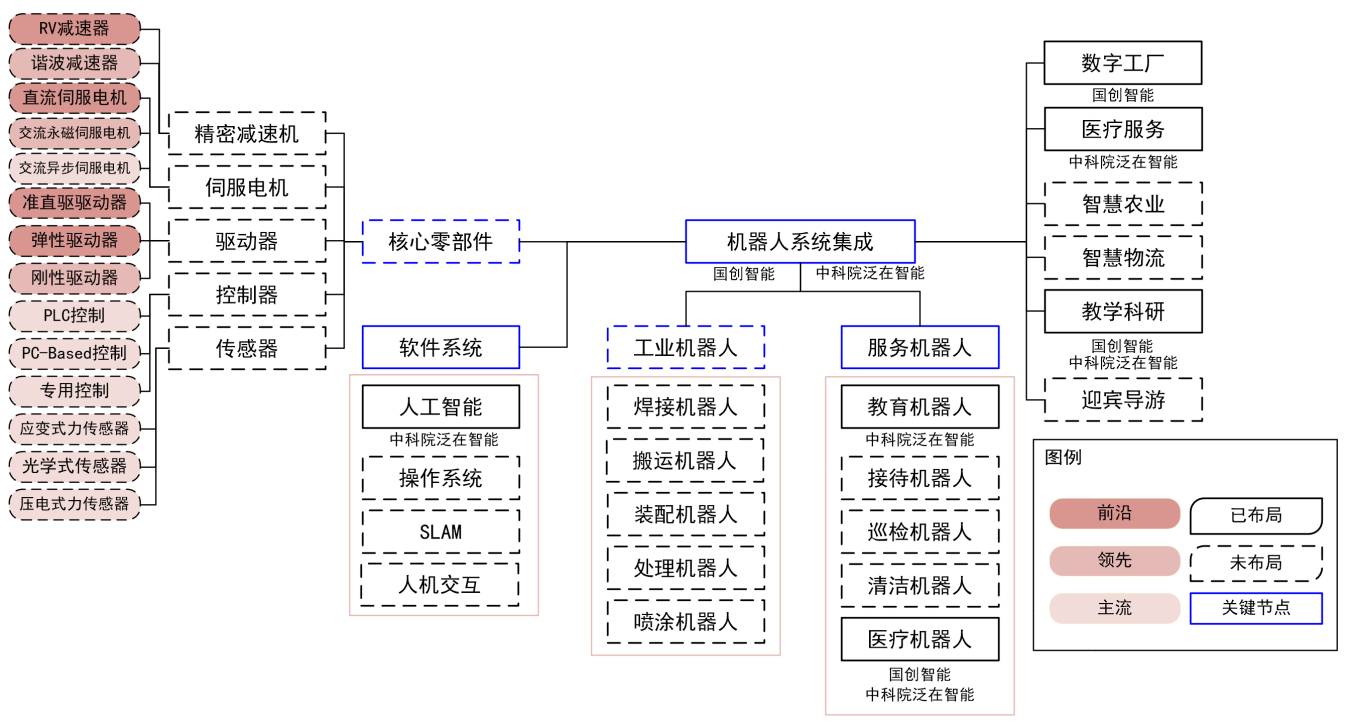 RV减速器
谐波减速器
直流伺服电机
交流永磁伺服电机
交流异步伺服电机
准直驱驱动器
弹性驱动器
刚性驱动器
PLC控制
PC-Based控制
专用控制
应变式力传感器
光学式传感器
压电式力传感器
精密减速机
伺服电机
驱动器
控制器
传感器
核心零部件
软件系统
人工智能
中科院泛在智能
操作系统
SLAM
人机交互
机器人系统集成
国创智能
中科院泛在智能
工业机器人
焊接机器人
搬运机器人
装配机器人
处理机器人
喷涂机器人
服务机器人
教育机器人
中科院泛在智能
接待机器人
巡检机器人
清洁机器人
医疗机器人
国创智能
中科院泛在智能
数字工厂
国创智能
医疗服务
中科院泛在智能
智慧农业
智慧物流
教学科研
国创智能
中科院泛在智能
迎宾导游
图例
前沿
已布局
领先
未布局
主流
关键节点